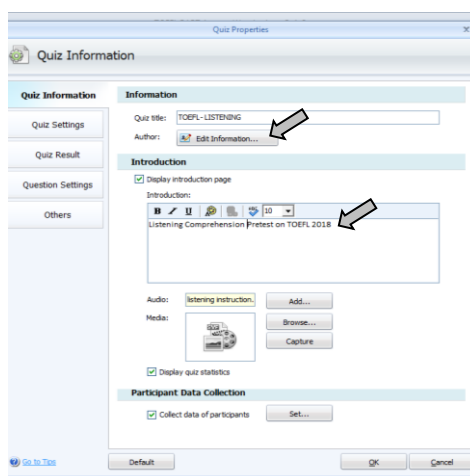 Quiz Properties
Quiz Information
Quiz Information
Quiz Settings
Quiz Result
Question Settings
Others
Information
Quiz title: TOEFL-LISTENING
Author: Edit Information...
Introduction
Display introduction page
Introduction:
B I U ABC 10
Listening Comprehension Pretest on TOEFL 2018
Audio: listening instruction. Add...
Media: Browse...
Capture
Display quiz statistics
Participant Data Collection
Collect data of participants Set...
Go to Tips Default OK Cancel